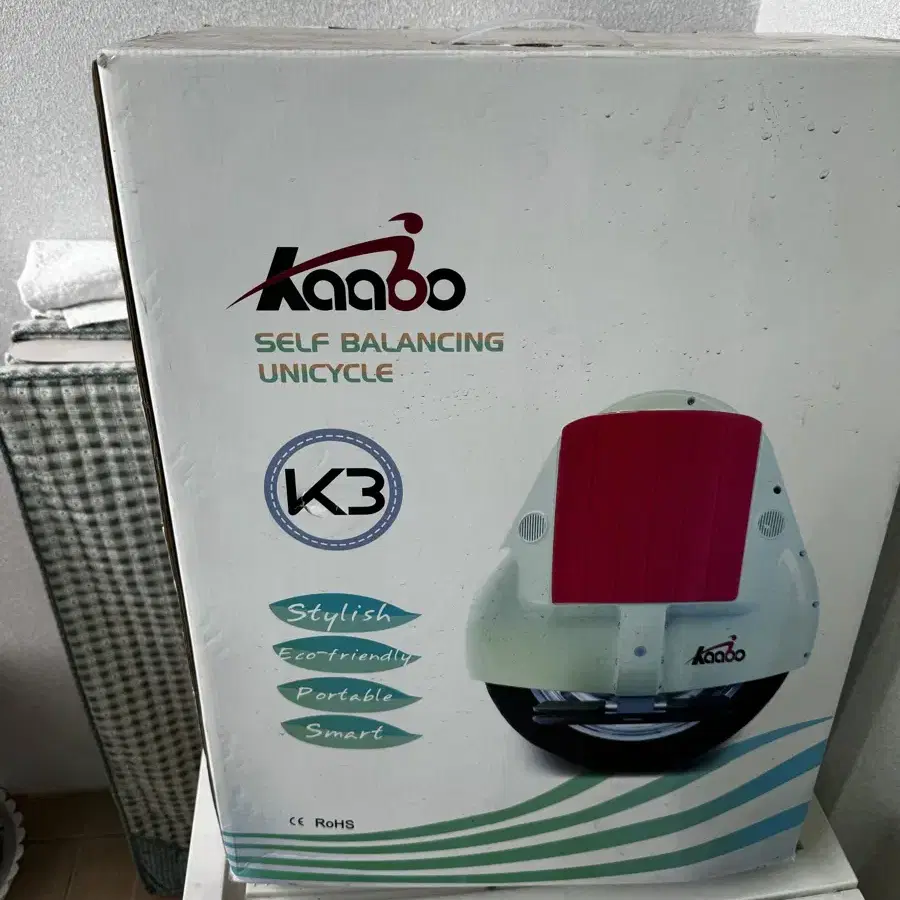 Kaabo
SELF BALANCING
UNICYCLE
K3
Stylish
Eco-friendly
Portable
Smart
Kaabo
CE RoHS